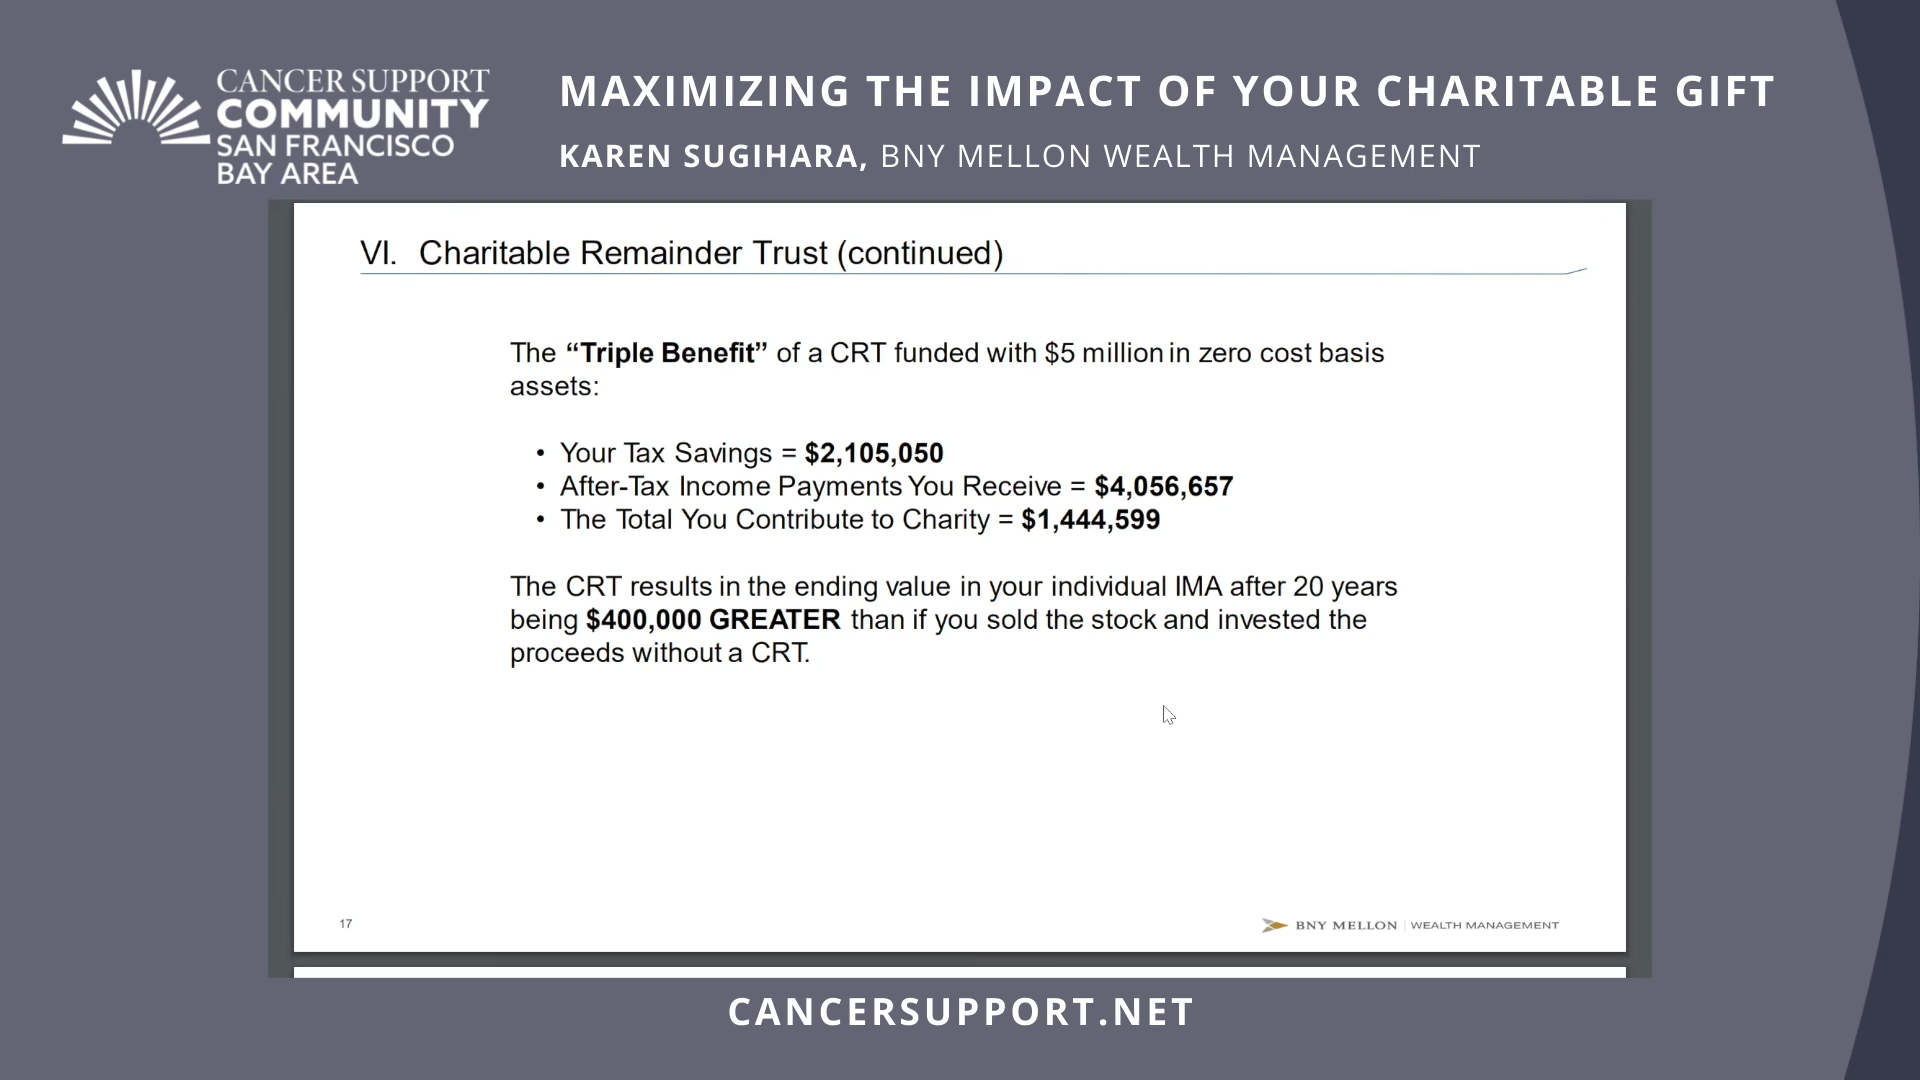 CANCER SUPPORT
COMMUNITY
SAN FRANCISCO
BAY AREA
MAXIMIZING THE IMPACT OF YOUR CHARITABLE GIFT
KAREN SUGIHARA, BNY MELLON WEALTH MANAGEMENT
VI. Charitable Remainder Trust (continued)
The “Triple Benefit” of a CRT funded with $5 million in zero cost basis
assets:
• Your Tax Savings = $2,105,050
• After-Tax Income Payments You Receive = $4,056,657
• The Total You Contribute to Charity = $1,444,599
The CRT results in the ending value in your individual IMA after 20 years
being $400,000 GREATER than if you sold the stock and invested the
proceeds without a CRT.
17
BNY MELLON | WEALTH MANAGEMENT
CANCERSUPPORT.NET